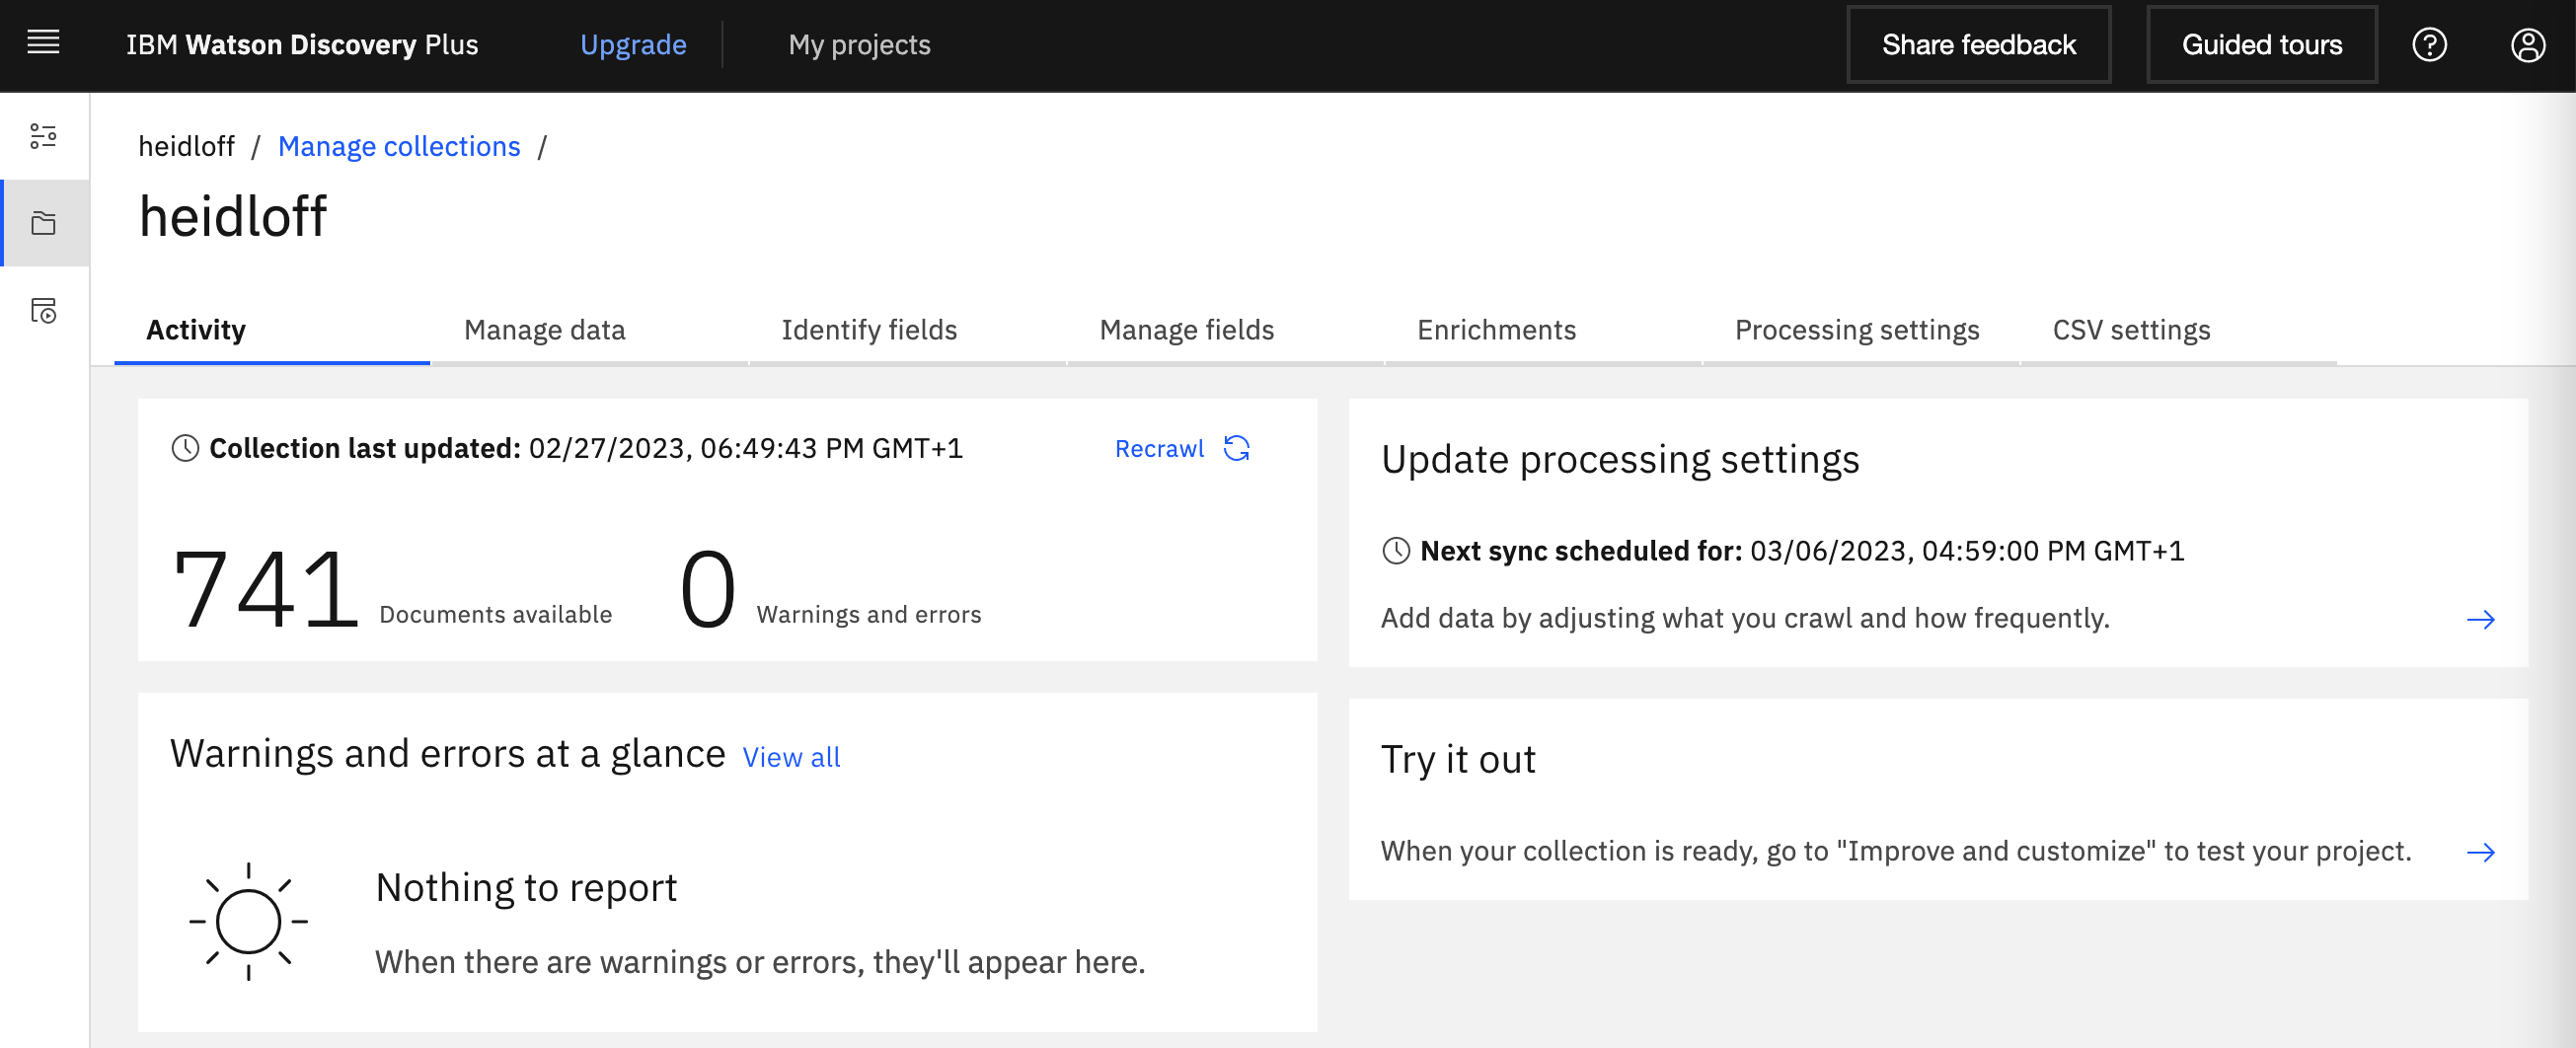 IBM Watson Discovery Plus Upgrade My projects Share feedback Guided tours
heidloff / Manage collections /
heidloff
Activity Manage data Identify fields Manage fields Enrichments Processing settings CSV settings
Collection last updated: 02/27/2023, 06:49:43 PM GMT+1 Recrawl
741 Documents available 0 Warnings and errors
Update processing settings
Next sync scheduled for: 03/06/2023, 04:59:00 PM GMT+1
Add data by adjusting what you crawl and how frequently.
Warnings and errors at a glance View all
Nothing to report
When there are warnings or errors, they'll appear here.
Try it out
When your collection is ready, go to "Improve and customize" to test your project.